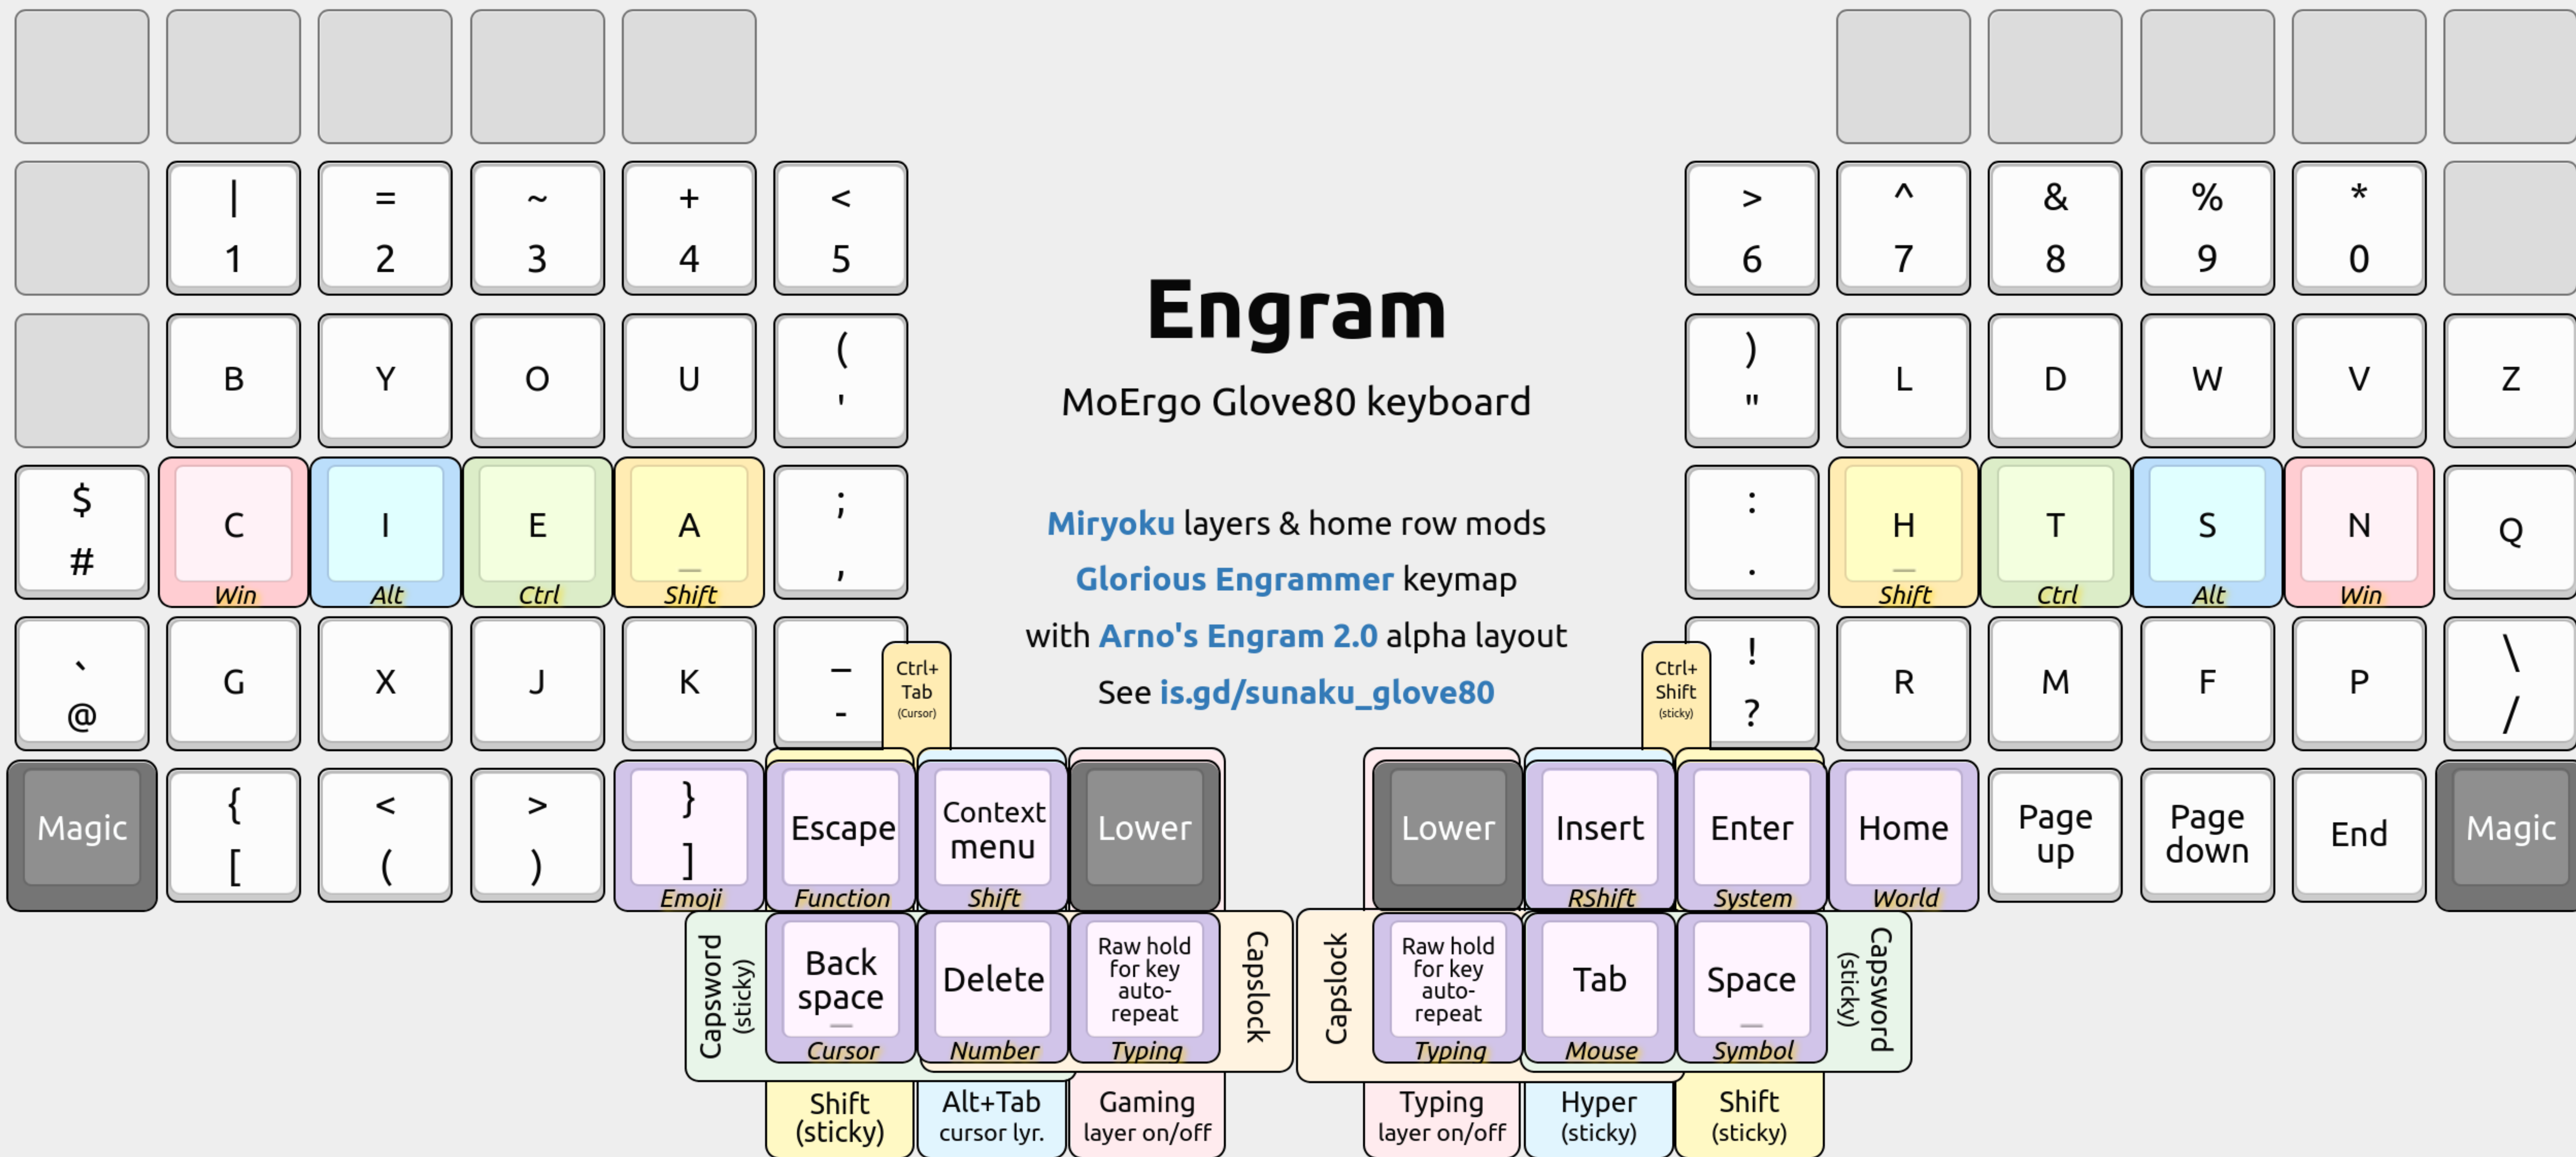 | = ~ + < > ^ & % *
1 2 3 4 5 6 7 8 9 0
Engram
( )
B Y O U ' " L D W V Z
MoErgo Glove80 keyboard
$ ; :
C I E A H T S N Q
_ _
# , .
Win Alt Ctrl Shift Shift Ctrl Alt Win
Miryoku layers & home row mods
Glorious Engrammer keymap
with Arno's Engram 2.0 alpha layout
See is.gd/sunaku_glove80
` – ! \
G X J K R M F P
@ - ? /
Ctrl+
Tab
(Cursor)
Ctrl+
Shift
(sticky)
Magic
{ < > }
[ ( ) ]
Emoji
Escape
Function
Context
menu
Shift
Lower
Lower
Insert
RShift
Enter
System
Home
World
Page
up
Page
down
End
Magic
Capsword
(sticky)
Back
space
_
Cursor
Delete
Number
Raw hold
for key
auto-
repeat
Typing
Capslock
Capslock
Raw hold
for key
auto-
repeat
Typing
Tab
Mouse
Space
_
Symbol
Capsword
(sticky)
Shift
(sticky)
Alt+Tab
cursor lyr.
Gaming
layer on/off
Typing
layer on/off
Hyper
(sticky)
Shift
(sticky)